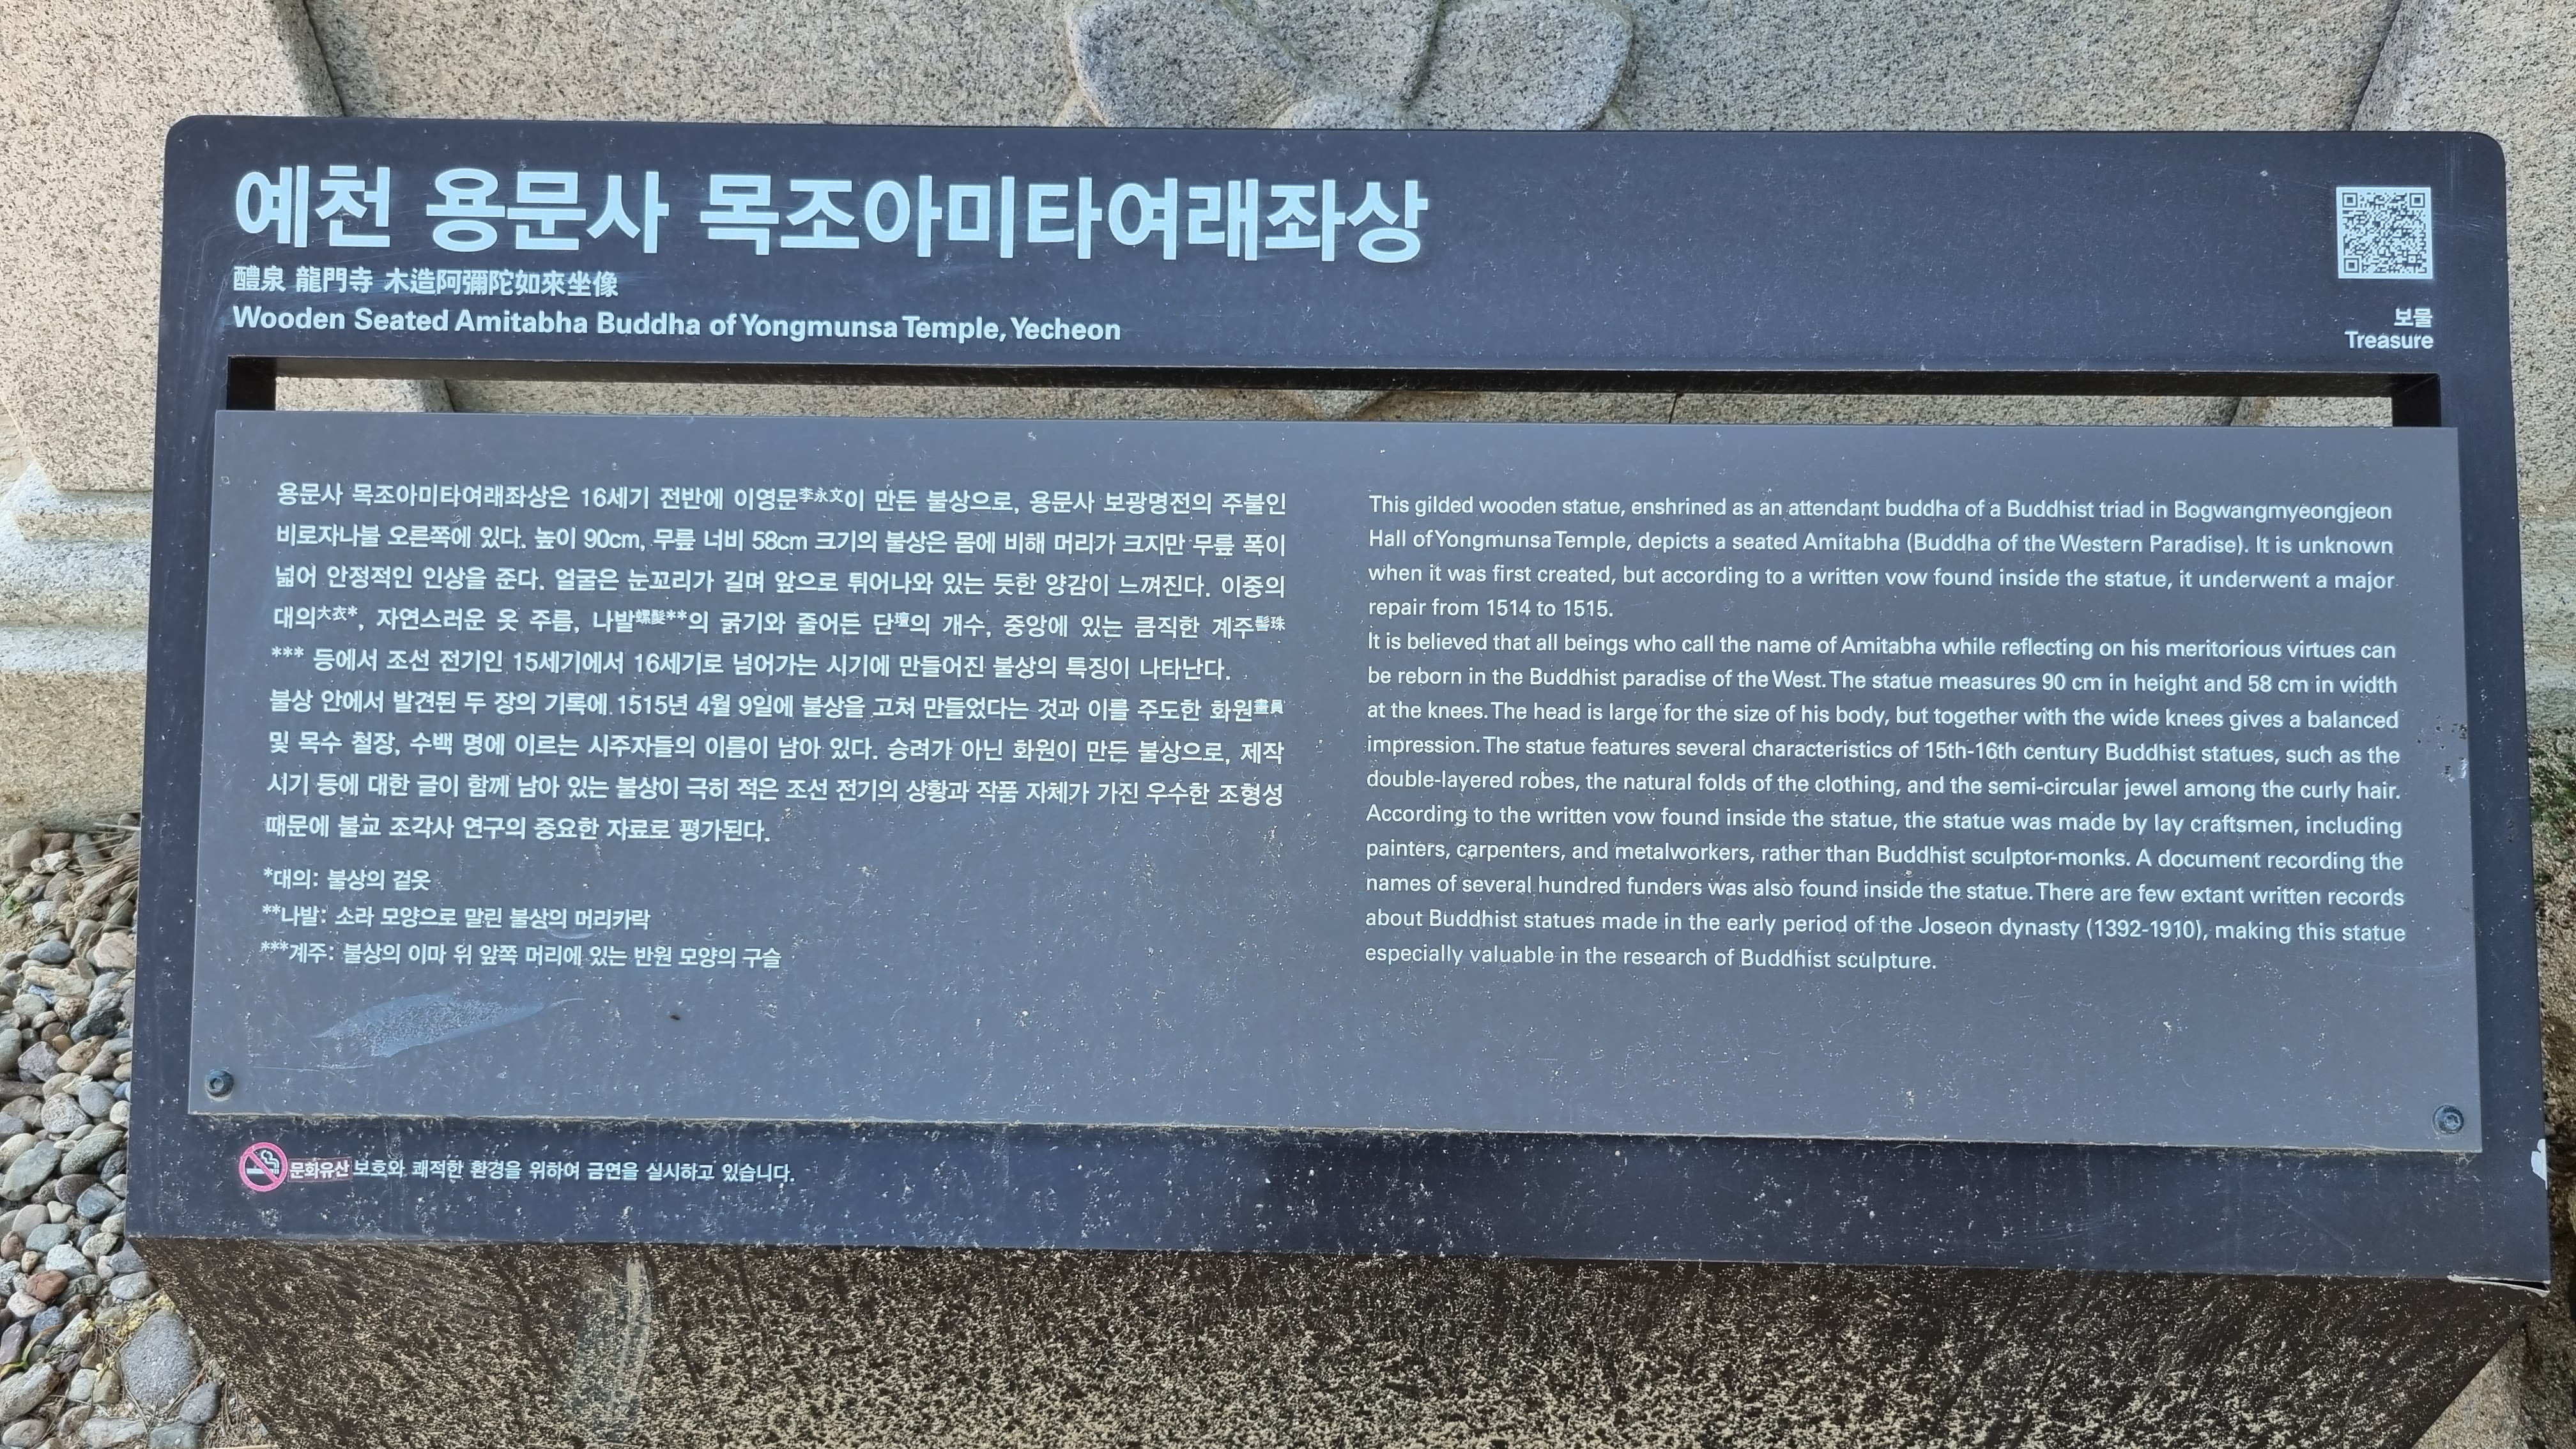 예천 용문사 목조아미타여래좌상
醴泉 龍門寺 木造阿彌陀如來坐像
Wooden Seated Amitabha Buddha of Yongmunsa Temple, Yecheon
보물
Treasure
용문사 목조아미타여래좌상은 16세기 전반에 이영문李永文이 만든 불상으로, 용문사 보광명전의 주불인
비로자나불 오른쪽에 있다. 높이 90cm, 무릎 너비 58cm 크기의 불상은 몸에 비해 머리가 크지만 무릎 폭이
넓어 안정적인 인상을 준다. 얼굴은 눈꼬리가 길며 앞으로 튀어나와 있는 듯한 양감이 느껴진다. 이중의
대의大衣*, 자연스러운 옷 주름, 나발螺髮**의 굵기와 줄어든 단壇의 개수, 중앙에 있는 큼직한 계주髻珠
*** 등에서 조선 전기인 15세기에서 16세기로 넘어가는 시기에 만들어진 불상의 특징이 나타난다.
불상 안에서 발견된 두 장의 기록에 1515년 4월 9일에 불상을 고쳐 만들었다는 것과 이를 주도한 화원畫員
및 목수 철장, 수백 명에 이르는 시주자들의 이름이 남아 있다. 승려가 아닌 화원이 만든 불상으로, 제작
시기 등에 대한 글이 함께 남아 있는 불상이 극히 적은 조선 전기의 상황과 작품 자체가 가진 우수한 조형성
때문에 불교 조각사 연구의 중요한 자료로 평가된다.
*대의: 불상의 겉옷
**나발: 소라 모양으로 말린 불상의 머리카락
***계주: 불상의 이마 위 앞쪽 머리에 있는 반원 모양의 구슬
This gilded wooden statue, enshrined as an attendant buddha of a Buddhist triad in Bogwangmyeongjeon
Hall of Yongmunsa Temple, depicts a seated Amitabha (Buddha of the Western Paradise). It is unknown
when it was first created, but according to a written vow found inside the statue, it underwent a major
repair from 1514 to 1515.
It is believed that all beings who call the name of Amitabha while reflecting on his meritorious virtues can
be reborn in the Buddhist paradise of the West. The statue measures 90 cm in height and 58 cm in width
at the knees. The head is large for the size of his body, but together with the wide knees gives a balanced
impression. The statue features several characteristics of 15th-16th century Buddhist statues, such as the
double-layered robes, the natural folds of the clothing, and the semi-circular jewel among the curly hair.
According to the written vow found inside the statue, the statue was made by lay craftsmen, including
painters, carpenters, and metalworkers, rather than Buddhist sculptor-monks. A document recording the
names of several hundred funders was also found inside the statue. There are few extant written records
about Buddhist statues made in the early period of the Joseon dynasty (1392-1910), making this statue
especially valuable in the research of Buddhist sculpture.
문화유산 보호와 쾌적한 환경을 위하여 금연을 실시하고 있습니다.